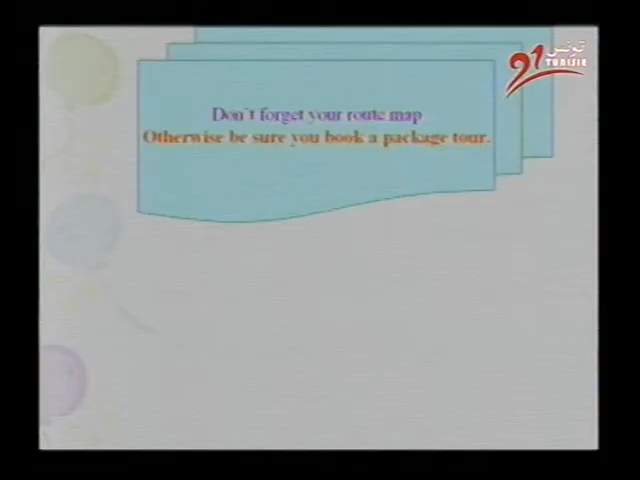 تونس
21
TUNISIE
Don't forget your route map
Otherwise be sure you book a package tour.